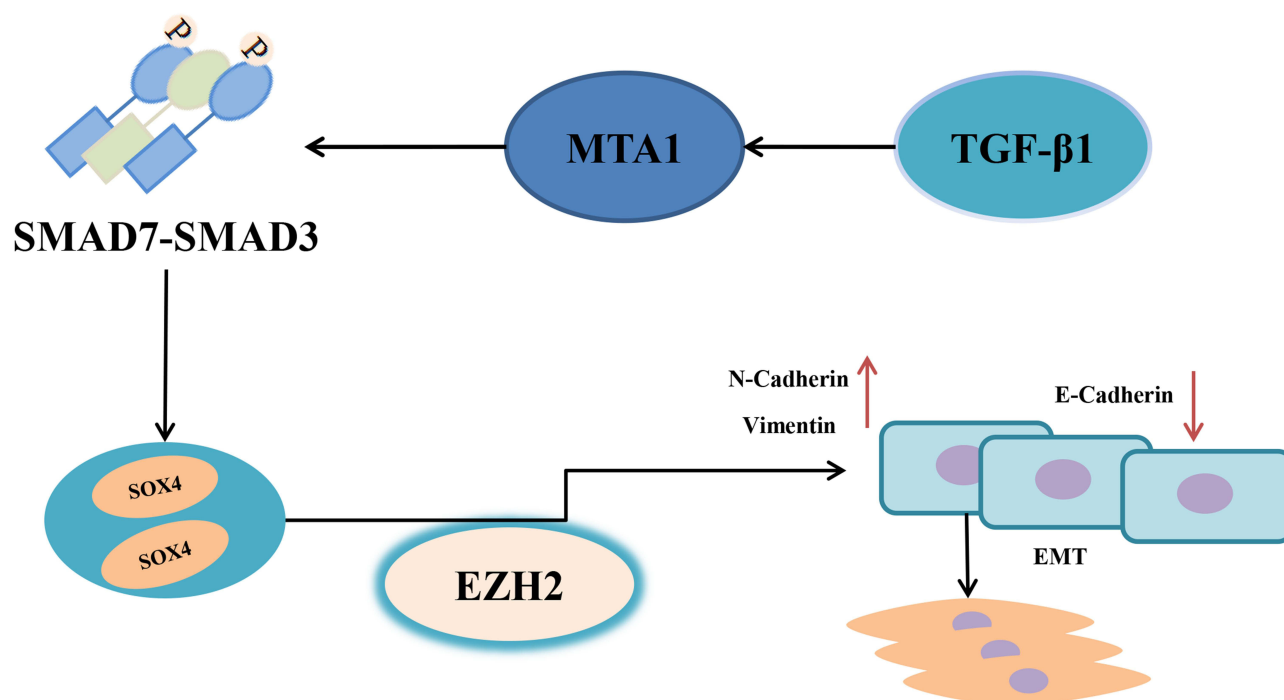 P
P
MTA1
TGF-β1
SMAD7-SMAD3
N-Cadherin
E-Cadherin
Vimentin
SOX4
SOX4
EZH2
EMT